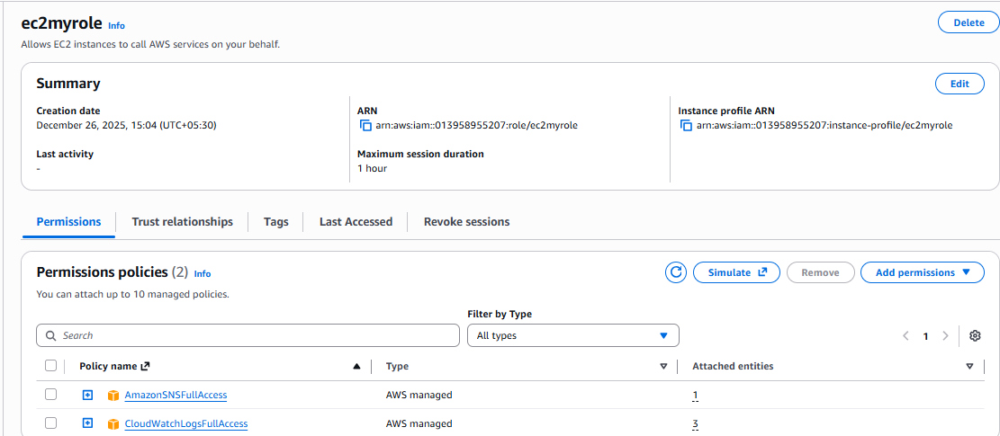 ec2myrole Info
Delete
Allows EC2 instances to call AWS services on your behalf.
Summary
Edit
Creation date
December 26, 2025, 15:04 (UTC+05:30)
ARN
arn:aws:iam::013958955207:role/ec2myrole
Instance profile ARN
arn:aws:iam::013958955207:instance-profile/ec2myrole
Last activity
-
Maximum session duration
1 hour
Permissions
Trust relationships
Tags
Last Accessed
Revoke sessions
Permissions policies (2) Info
Simulate
Remove
Add permissions
You can attach up to 10 managed policies.
Filter by Type
Search
All types
1
Policy name
Type
Attached entities
AmazonSNSFullAccess
AWS managed
1
CloudWatchLogsFullAccess
AWS managed
3